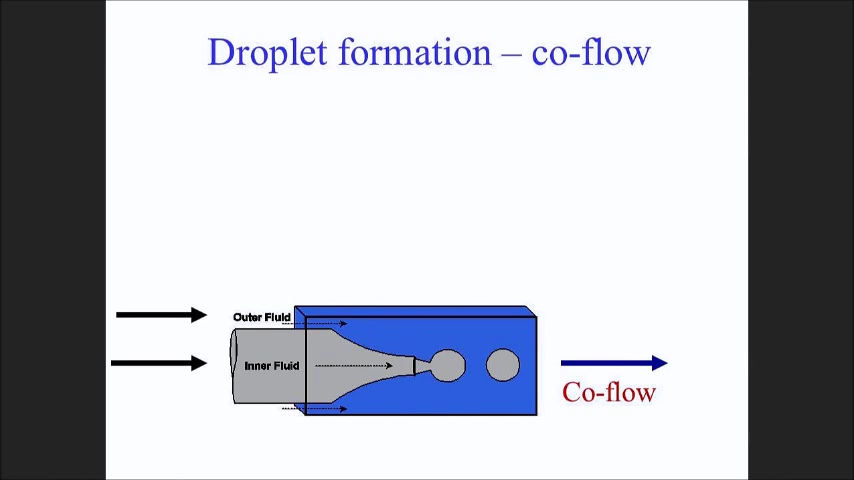 Droplet formation – co-flow
Outer Fluid
Inner Fluid
Co-flow